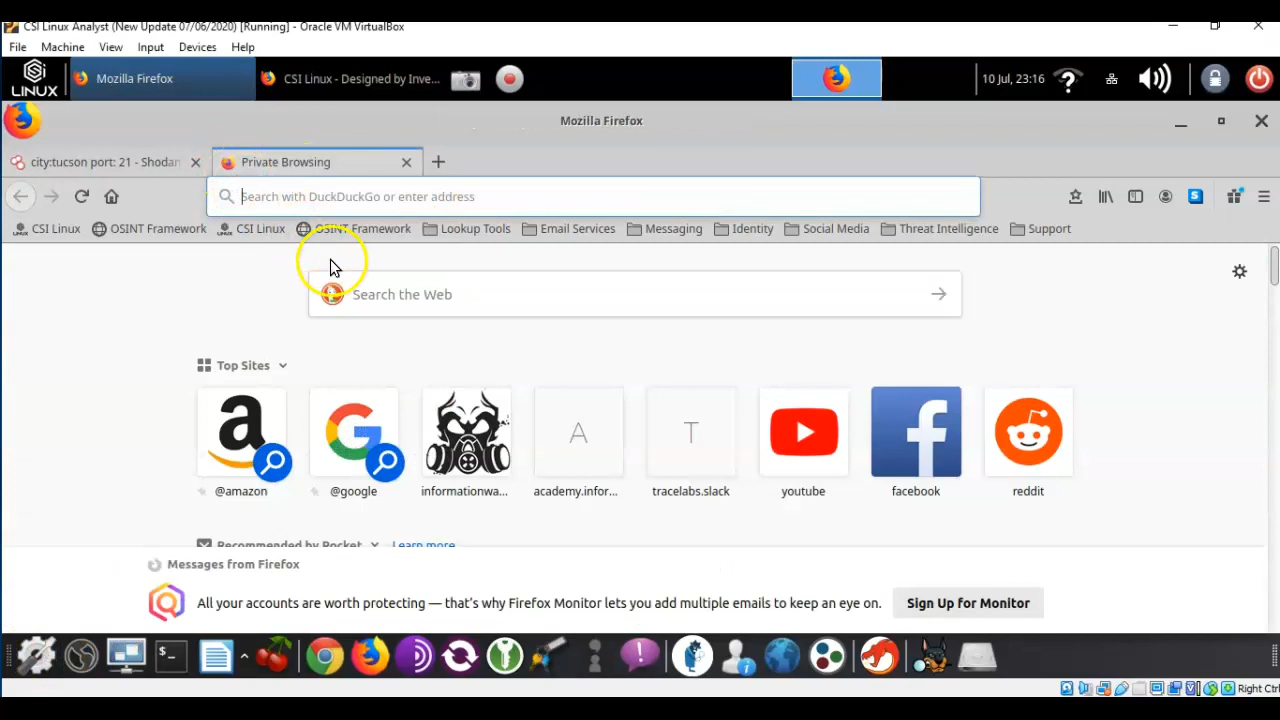 CSI Linux Analyst (New Update 07/06/2020) [Running] - Oracle VM VirtualBox
File Machine View Input Devices Help
LINUX Mozilla Firefox CSI Linux - Designed by Inve... 10 Jul, 23:16
Mozilla Firefox
city:tucson port: 21 - Shodan Private Browsing
Search with DuckDuckGo or enter address
CSI Linux OSINT Framework CSI Linux OSINT Framework Lookup Tools Email Services Messaging Identity Social Media Threat Intelligence Support
Search the Web
Top Sites
A T
@amazon @google informationwa... academy.infor... tracelabs.slack youtube facebook reddit
Recommended by Pocket Learn more
Messages from Firefox
All your accounts are worth protecting — that's why Firefox Monitor lets you add multiple emails to keep an eye on. Sign Up for Monitor
Right Ctrl